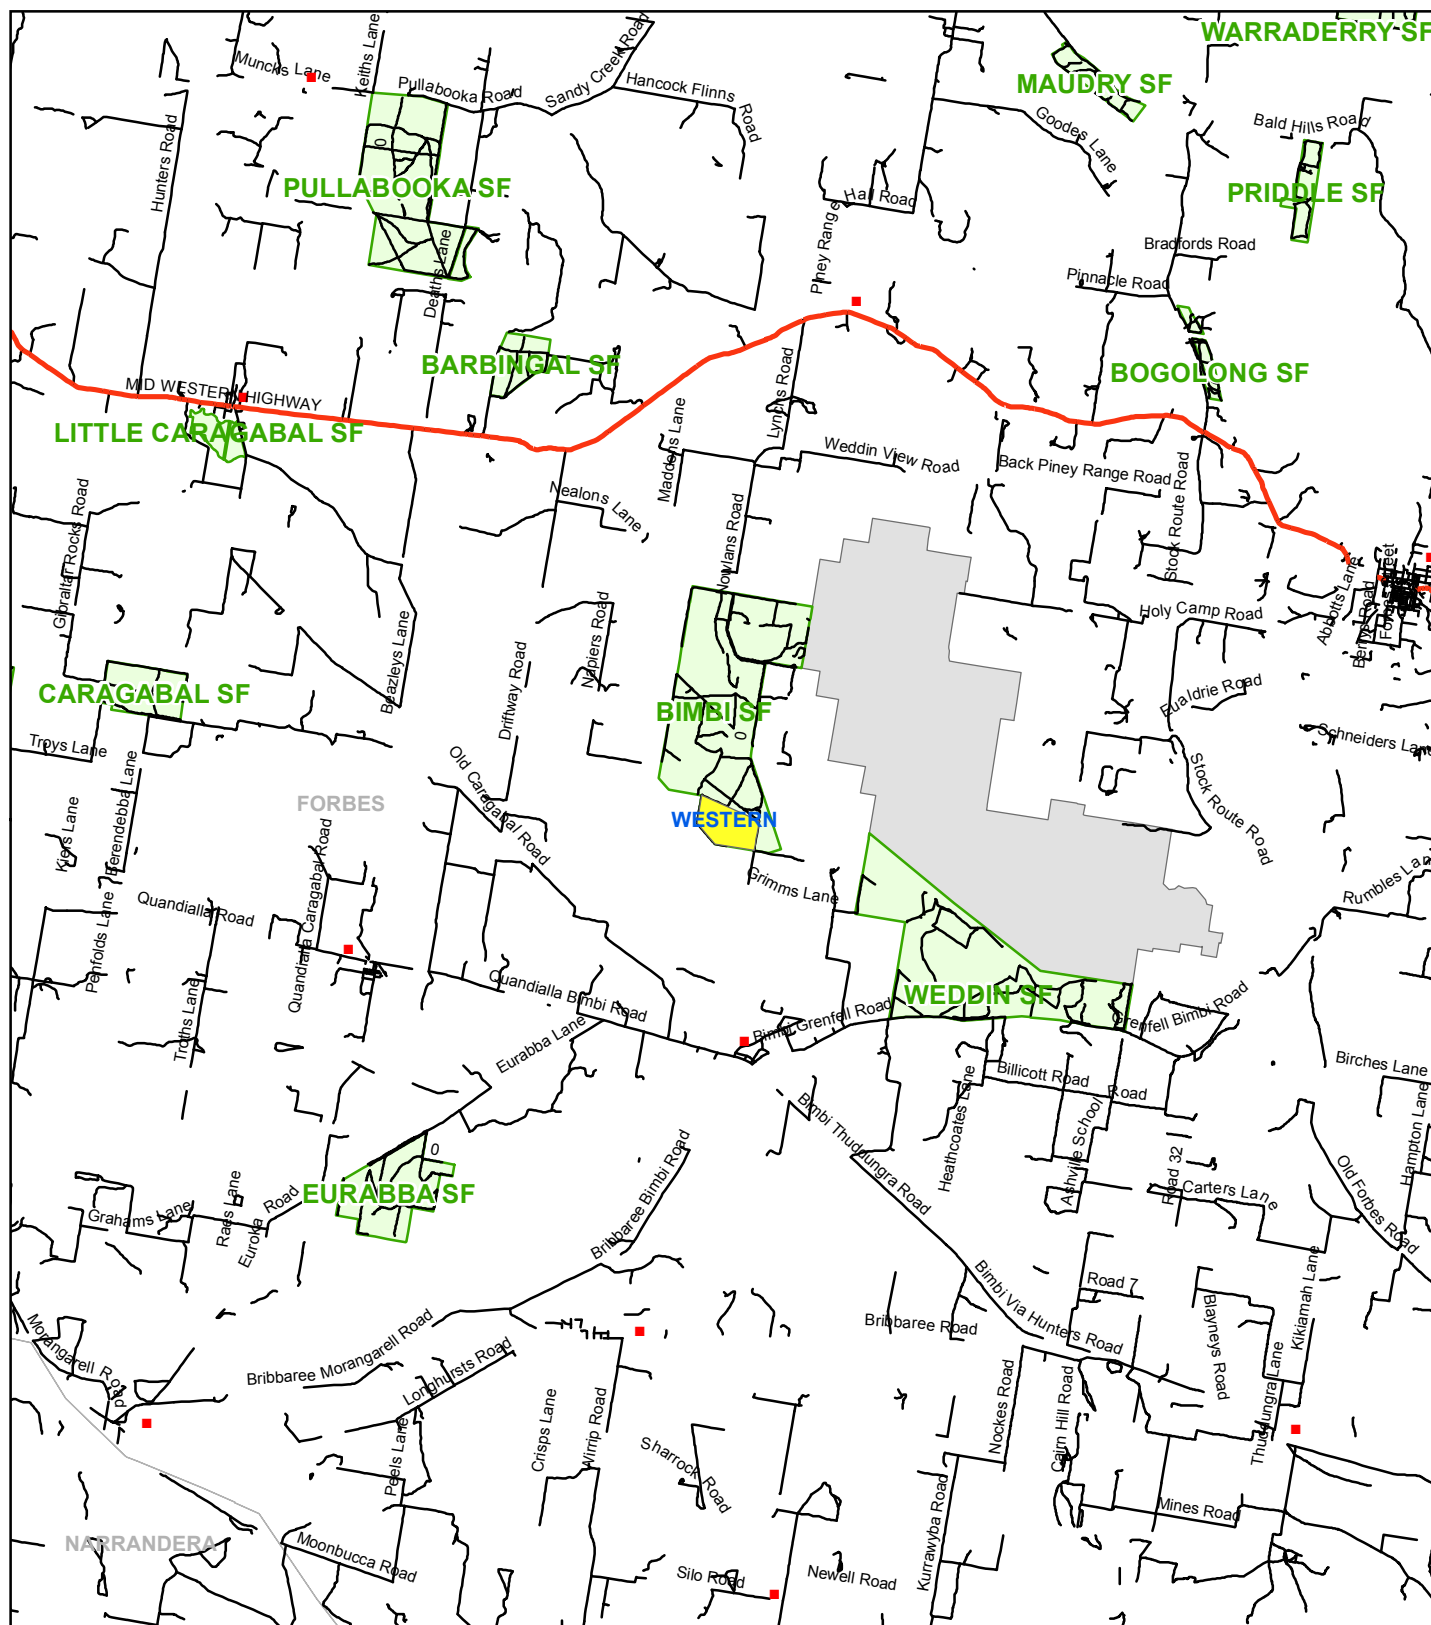 WARRADERRY SF
Muncks Lane
Keiths Lane
Pullabooka Road
Sandy Creek Road
Hancock Flinns
Road
MAUDRY SF
Goodes Lane
Bald Hills Road
Hunters Road
0
PULLABOOKA SF
PRIDDLE SF
Hall Road
Piney Range
Bradfords Road
Pinnacle Road
Deaths Lane
BARBINGAL SF
BOGOLONG SF
MID WESTERN HIGHWAY
LITTLE CARAGABAL SF
Lynchs Road
Maddens Lane
Weddin View Road
Back Piney Range Road
Stock Route Road
Nealons Lane
Nowlans Road
Gibraltar Rocks Road
Holy Camp Road
Abbotts Lane
Berrys Road
Forbes Street
Beazleys Lane
Napiers Road
Driftway Road
CARAGABAL SF
BIMBI SF
0
Eualdrie Road
Schneiders Lane
Troys Lane
Berendebba Lane
Kiers Lane
FORBES
Old Caragabal Road
WESTERN
Stock Route Road
Grimms Lane
Rumbles Lane
Quandialla Road
Quandialla Caragabal Road
Penfolds Lane
Troths Lane
Quandialla Bimbi Road
WEDDIN SF
Bimbi Grenfell Road
Grenfell Bimbi Road
Eurabba Lane
Billicott Road
Road
Birches Lane
Heathcoates Lane
Ashville School
Hampton Lane
Bimbi Thuddungra Road
0
EURABBA SF
Bribbaree Bimbi Road
Road 32
Carters Lane
Old Forbes Road
Grahams Lane
Raes Lane
Euroka Road
Road 7
Bimbi Via Hunters Road
Blayneys Road
Kikiamah Lane
Bribbaree Road
Morangarell Road
Bribbaree Morangarell Road
Longhursts Road
Thuddungra Lane
Nockes Road
Cairn Hill Road
Crisps Lane
Wirrip Road
Peels Lane
Sharrock Road
Kurrawyba Road
Mines Road
NARRANDERA
Moonbucca Road
Silo Road
Newell Road